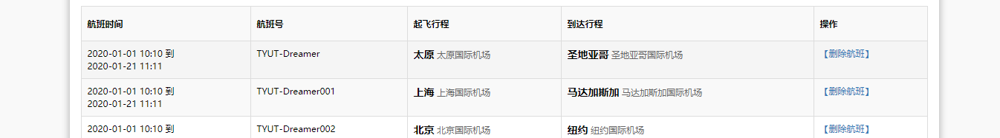 航班时间 航班号 起飞行程 到达行程 操作
2020-01-01 10:10 到 TYUT-Dreamer 太原 太原国际机场 圣地亚哥 圣地亚哥国际机场 【删除航班】
2020-01-21 11:11
2020-01-01 10:10 到 TYUT-Dreamer001 上海 上海国际机场 马达加斯加 马达加斯加国际机场 【删除航班】
2020-01-21 11:11
2020-01-01 10:10 到 TYUT-Dreamer002 北京 北京国际机场 纽约 纽约国际机场 【删除航班】